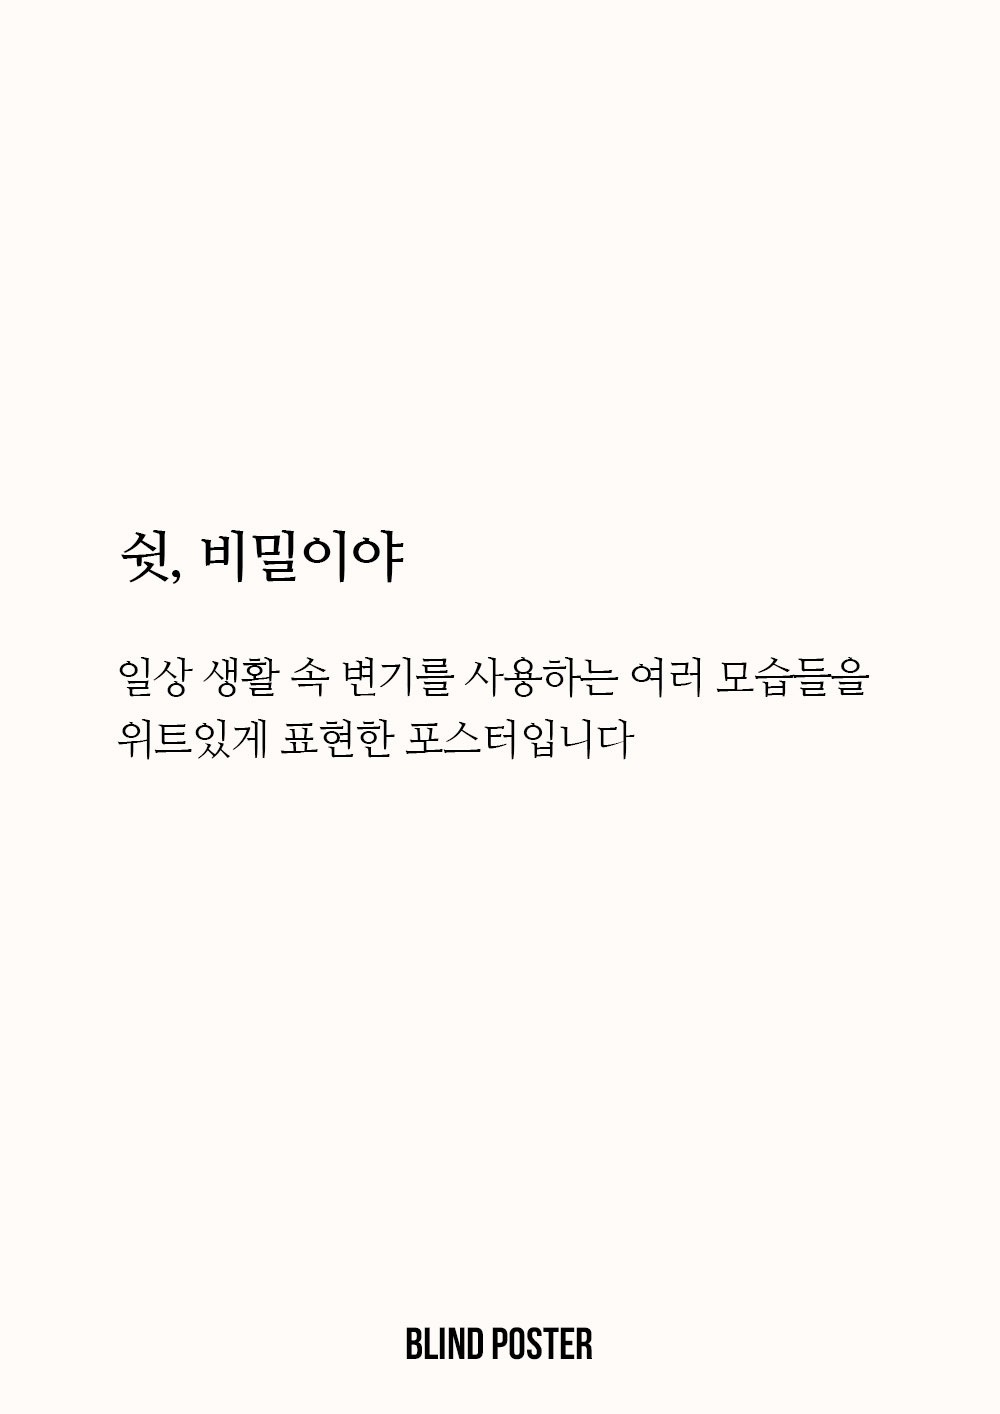 쉿, 비밀이야
일상 생활 속 변기를 사용하는 여러 모습들을
위트있게 표현한 포스터입니다
BLIND POSTER